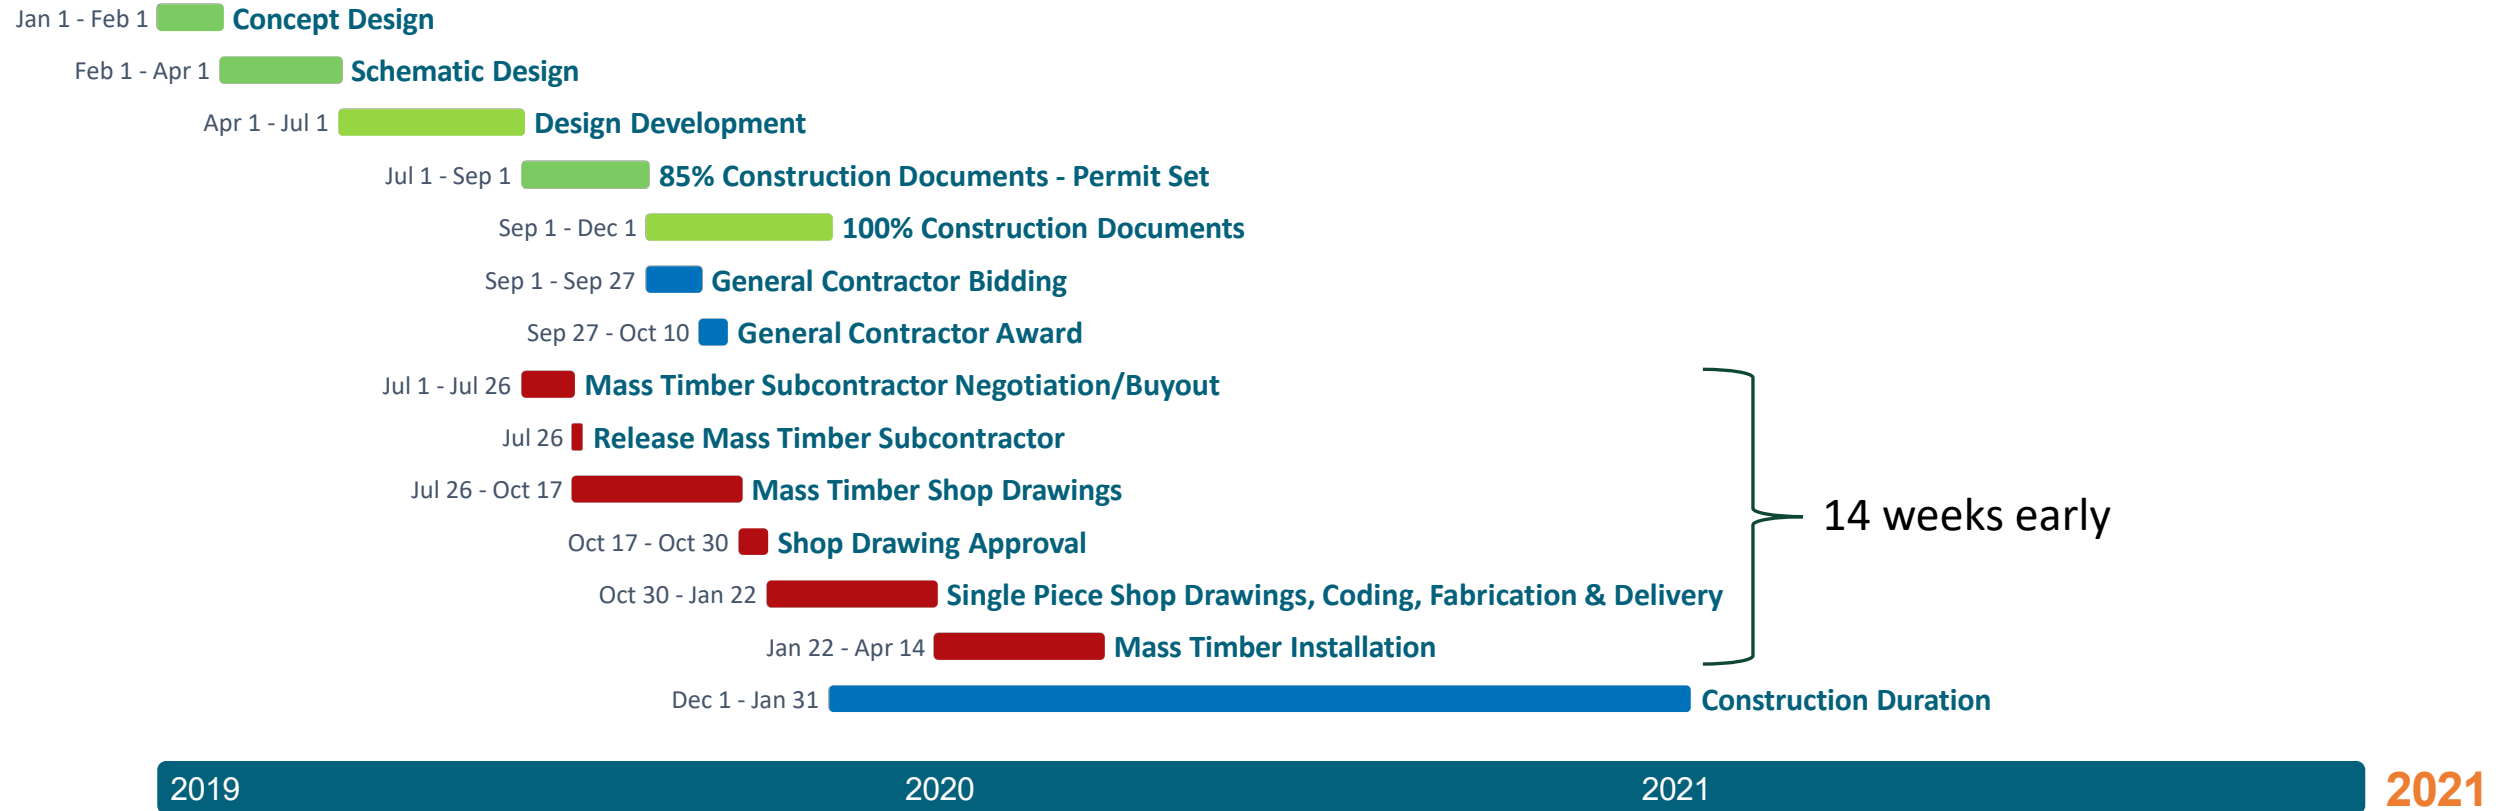 Jan 1 - Feb 1 Concept Design
Feb 1 - Apr 1 Schematic Design
Apr 1 - Jul 1 Design Development
Jul 1 - Sep 1 85% Construction Documents - Permit Set
Sep 1 - Dec 1 100% Construction Documents
Sep 1 - Sep 27 General Contractor Bidding
Sep 27 - Oct 10 General Contractor Award
Jul 1 - Jul 26 Mass Timber Subcontractor Negotiation/Buyout
Jul 26 Release Mass Timber Subcontractor
Jul 26 - Oct 17 Mass Timber Shop Drawings
14 weeks early
Oct 17 - Oct 30 Shop Drawing Approval
Oct 30 - Jan 22 Single Piece Shop Drawings, Coding, Fabrication & Delivery
Jan 22 - Apr 14 Mass Timber Installation
Dec 1 - Jan 31 Construction Duration
2019 2020 2021 2021